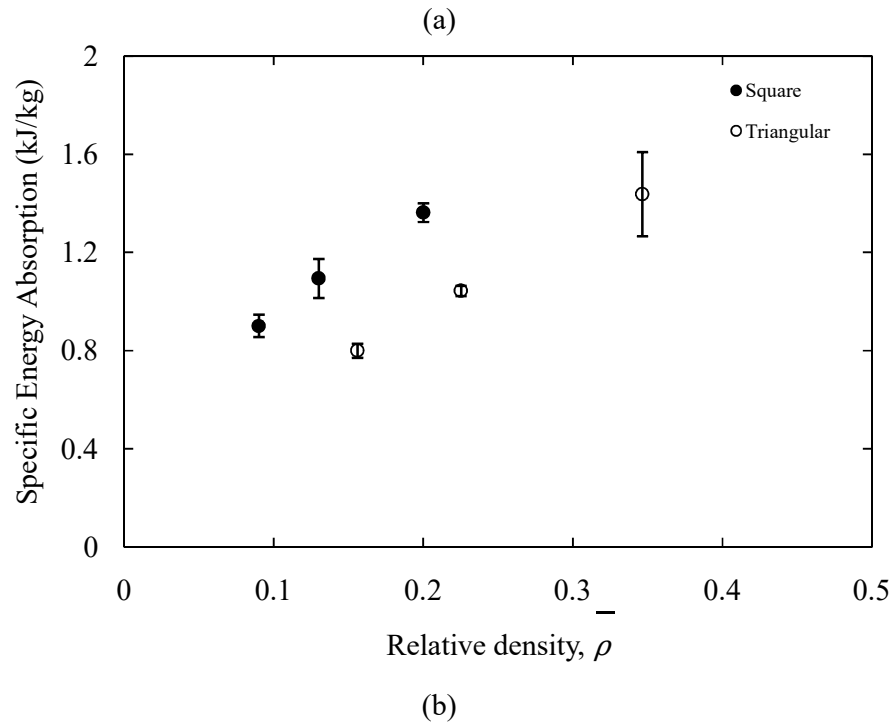 (a)
2
1.6
1.2
0.8
0.4
0
Specific Energy Absorption (kJ/kg)
Square
Triangular
0 0.1 0.2 0.3 0.4 0.5
Relative density, ρ̅
(b)